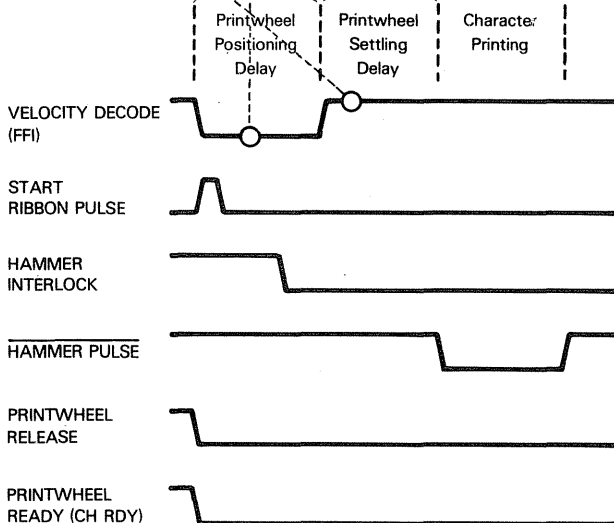 Printwheel
Positioning
Delay
Printwheel
Settling
Delay
Character
Printing
VELOCITY DECODE
(FFI)
START
RIBBON PULSE
HAMMER
INTERLOCK
HAMMER PULSE
PRINTWHEEL
RELEASE
PRINTWHEEL
READY (CH RDY)